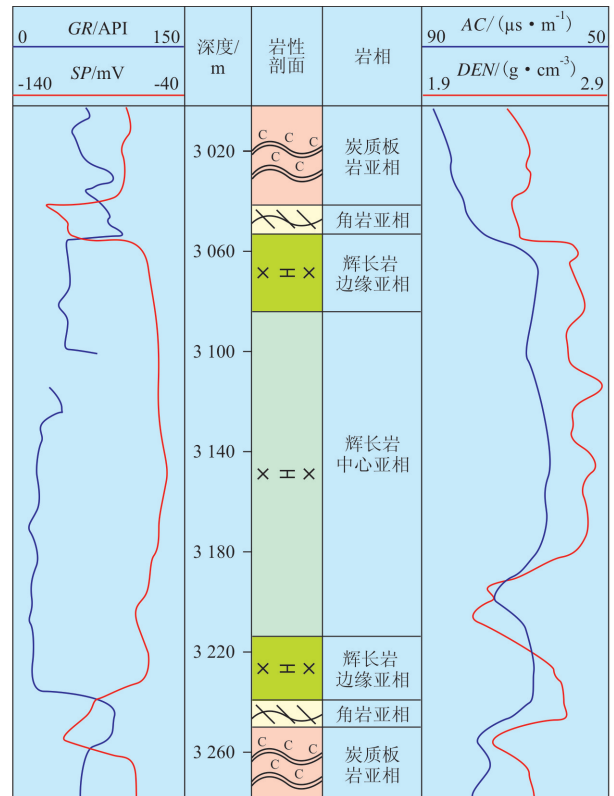 GR/API
0 150
SP/mV
-140 -40
深度/
m
岩性
剖面
岩相
AC/(μs·m⁻¹)
90 50
DEN/(g·cm⁻³)
1.9 2.9
3 020
3 060
3 100
3 140
3 180
3 220
3 260
C C C
C C
C C C
C C
炭质板
岩亚相
角岩亚相
辉长岩
边缘亚相
辉长岩
中心亚相
辉长岩
边缘亚相
角岩亚相
炭质板
岩亚相